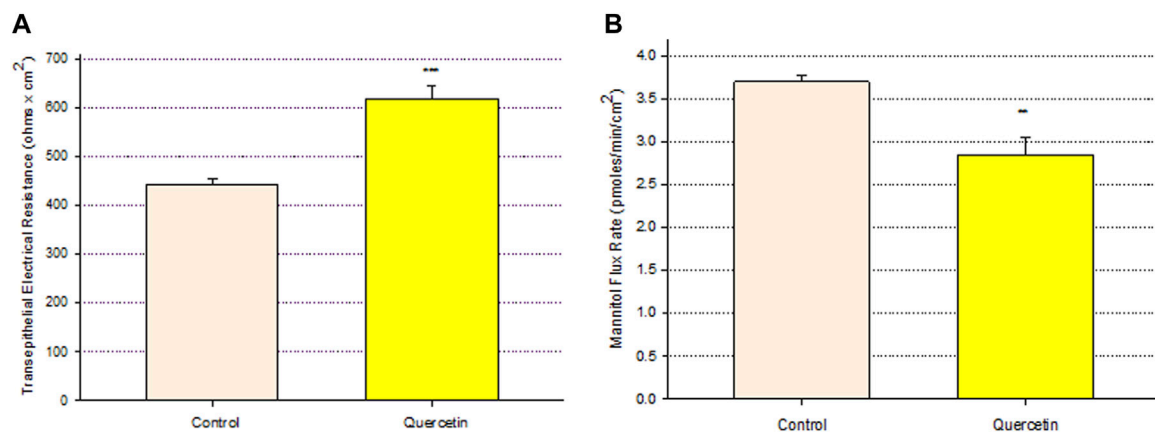 A
Transepithelial Electrical Resistance (ohms x cm2)
700
600
500
400
300
200
100
0
***
Control
Quercetin
B
Mannitol Flux Rate (pmoles/min/cm2)
4.0
3.5
3.0
2.5
2.0
1.5
1.0
0.5
0.0
**
Control
Quercetin